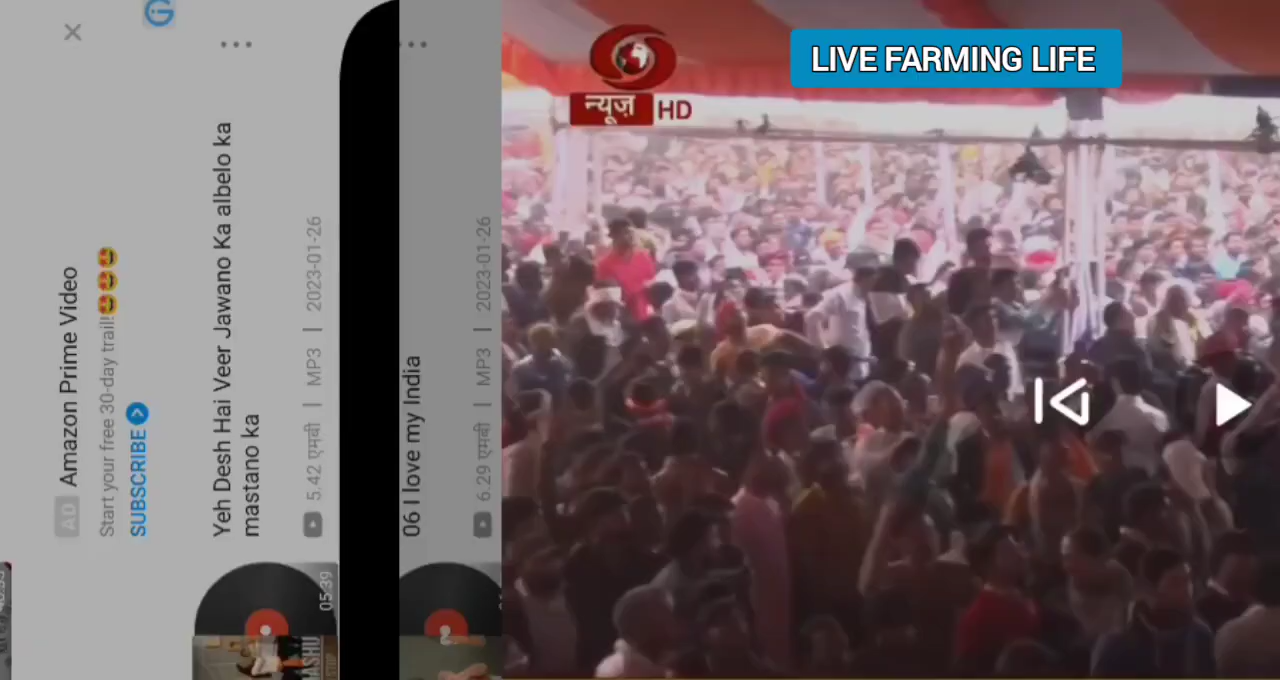 AD Amazon Prime Video
Start your free 30-day trail!😍😍😍
SUBSCRIBE
Yeh Desh Hai Veer Jawano Ka albelo ka
mastano ka
5.42 एमबी | MP3 | 2023-01-26
05:39
06 I love my India
6.29 एमबी | MP3 | 2023-01-26
न्यूज़ HD
LIVE FARMING LIFE